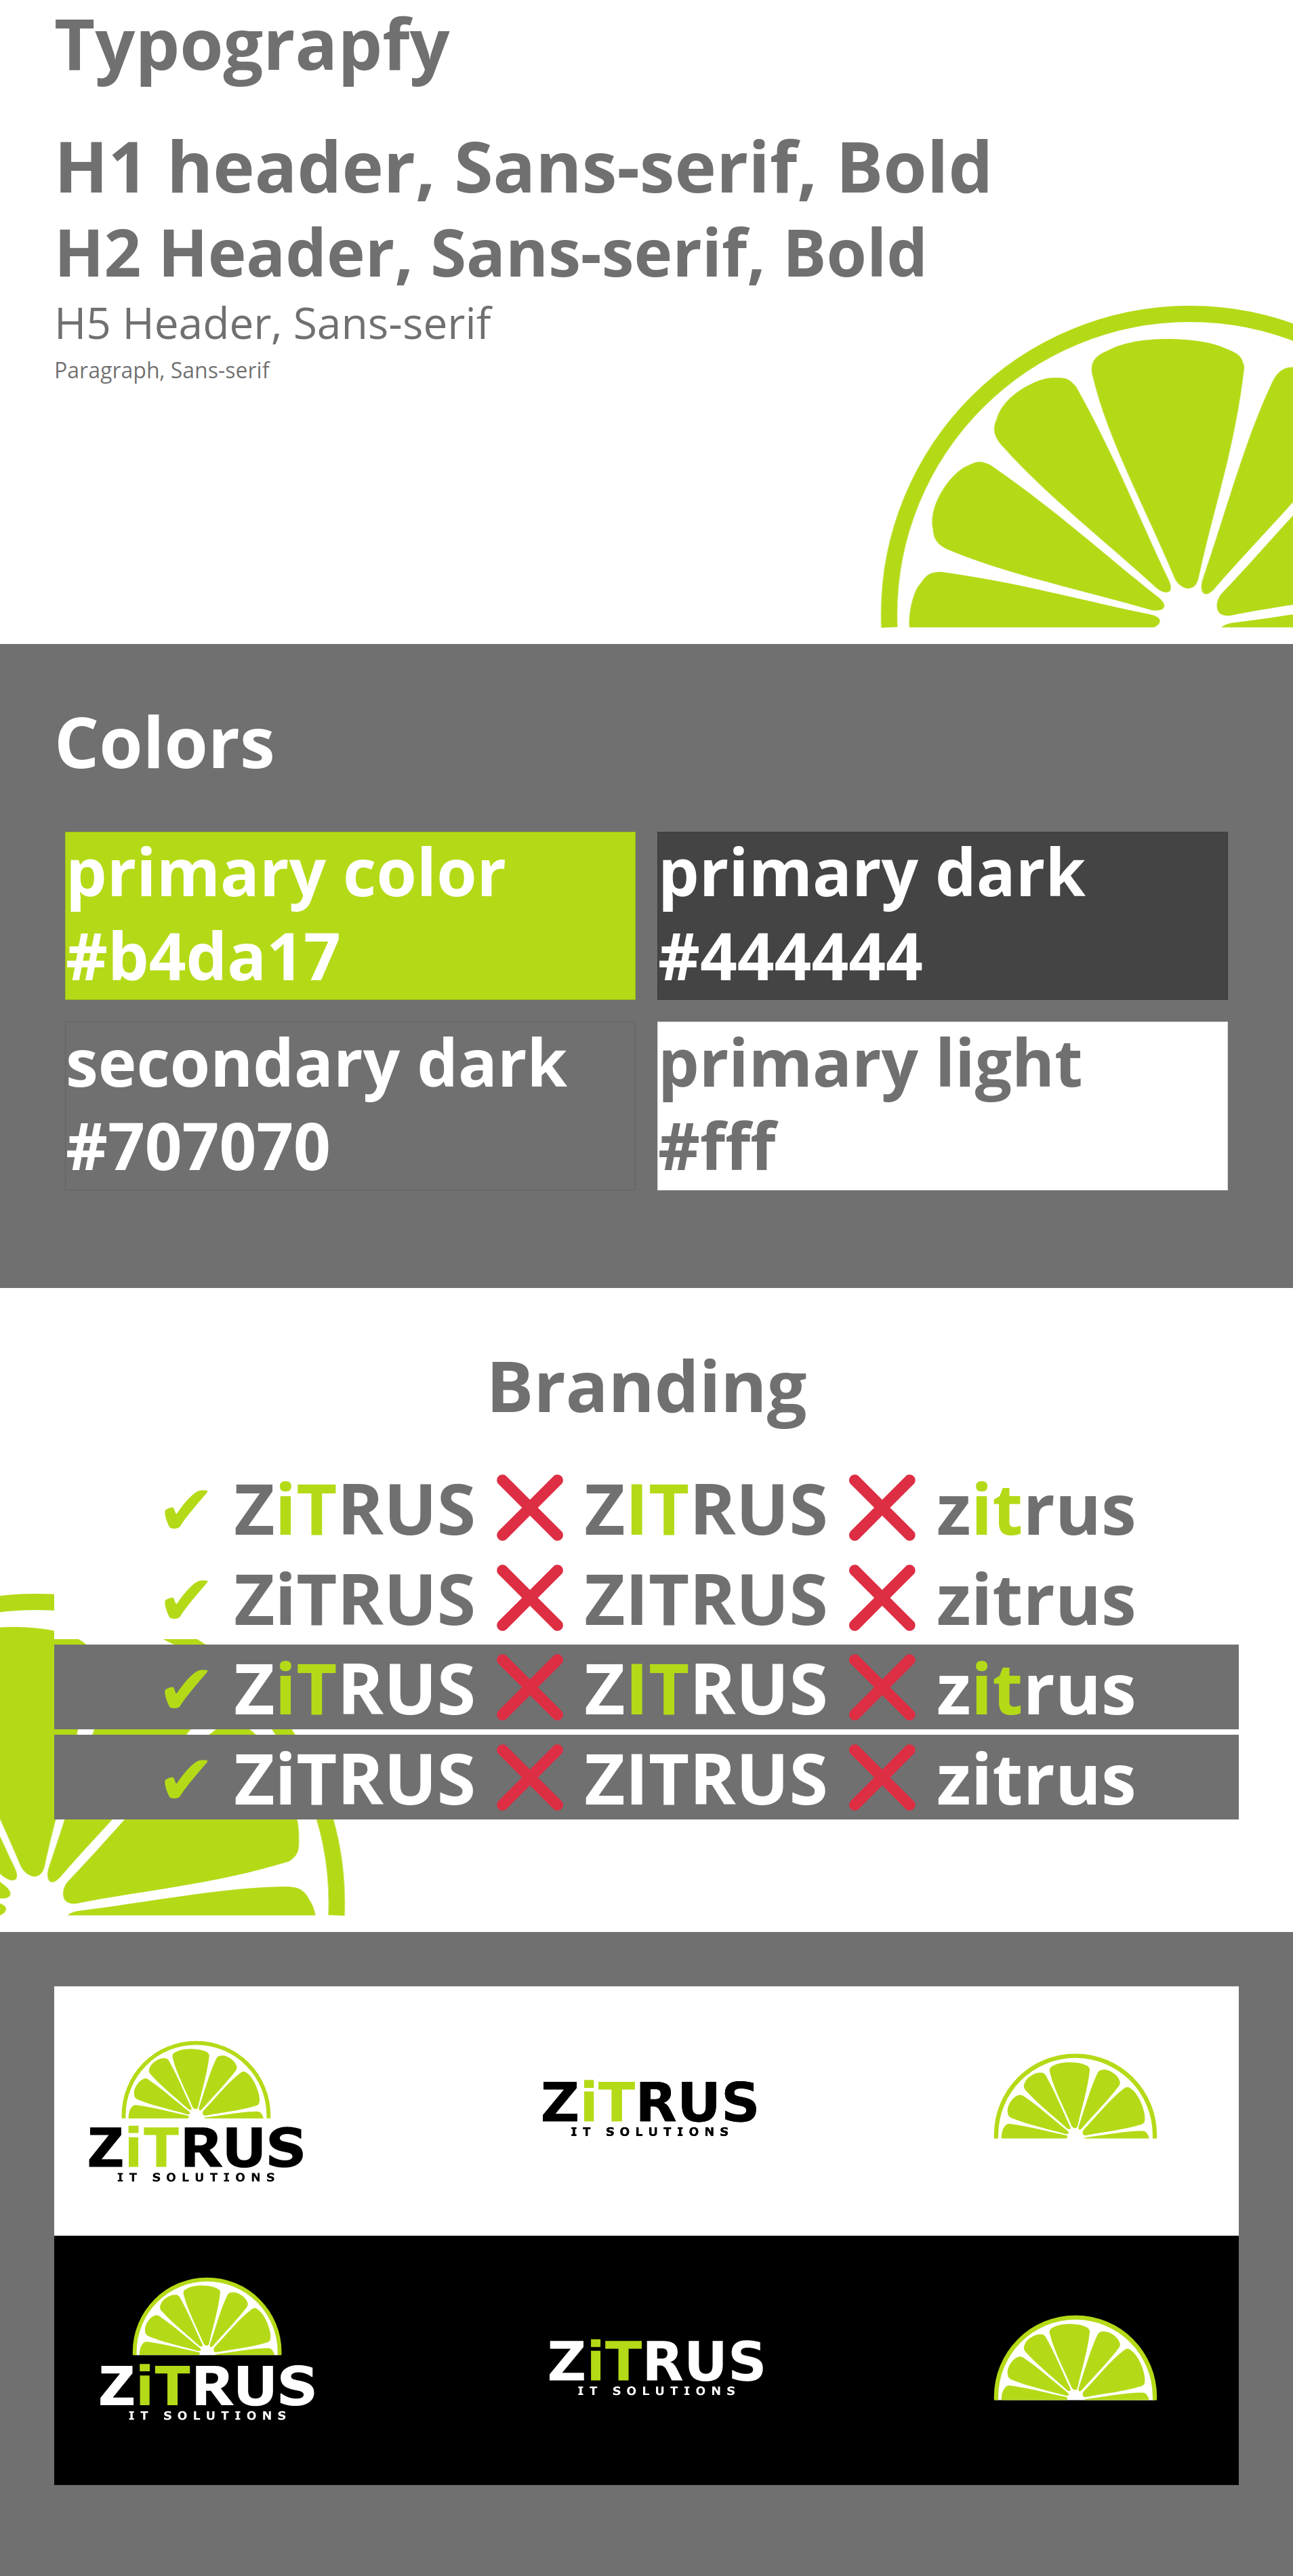 Typograpfy
H1 header, Sans-serif, Bold
H2 Header, Sans-serif, Bold
H5 Header, Sans-serif
Paragraph, Sans-serif
Colors
primary color
#b4da17
primary dark
#444444
secondary dark
#707070
primary light
#fff
Branding
✔ ZiTRUS ❌ ZITRUS ❌ zitrus
✔ ZiTRUS ❌ ZITRUS ❌ zitrus
✔ ZiTRUS ❌ ZITRUS ❌ zitrus
✔ ZiTRUS ❌ ZITRUS ❌ zitrus
ZiTRUS
IT SOLUTIONS
ZiTRUS
IT SOLUTIONS
ZiTRUS
IT SOLUTIONS
ZiTRUS
IT SOLUTIONS